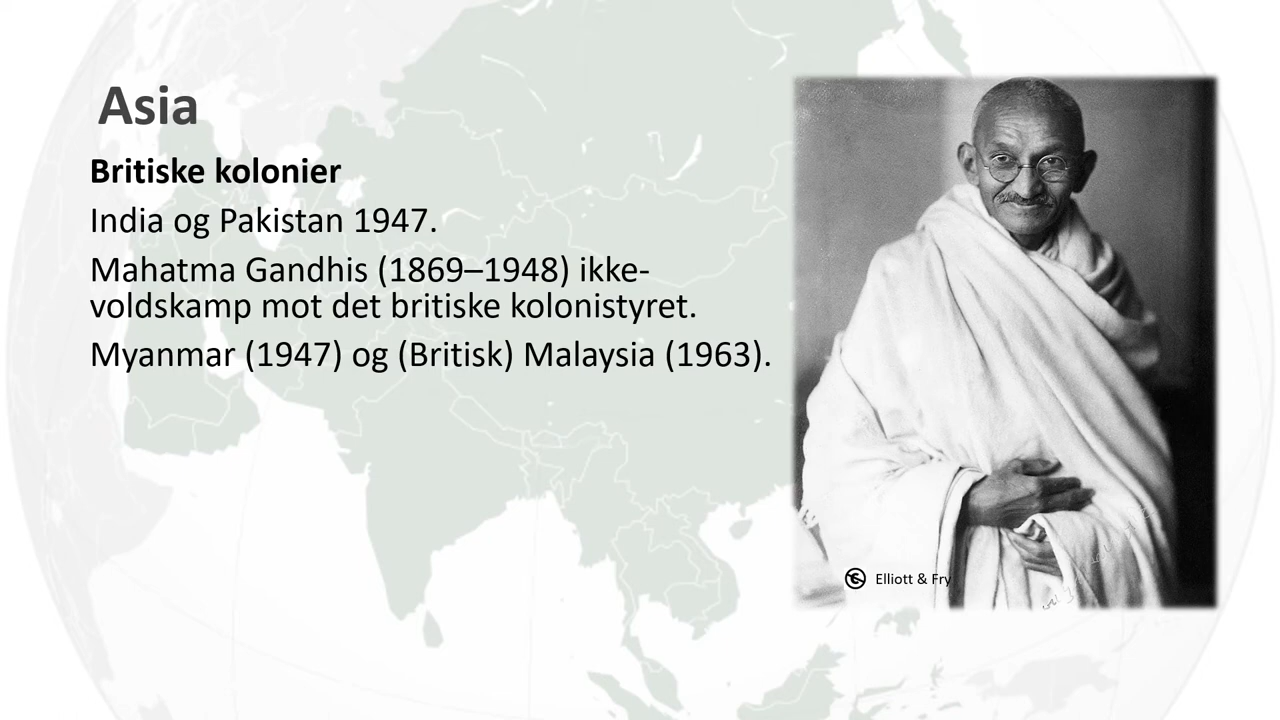 Asia
Britiske kolonier
India og Pakistan 1947.
Mahatma Gandhis (1869–1948) ikke-
voldskamp mot det britiske kolonistyret.
Myanmar (1947) og (Britisk) Malaysia (1963).
Elliott & Fry